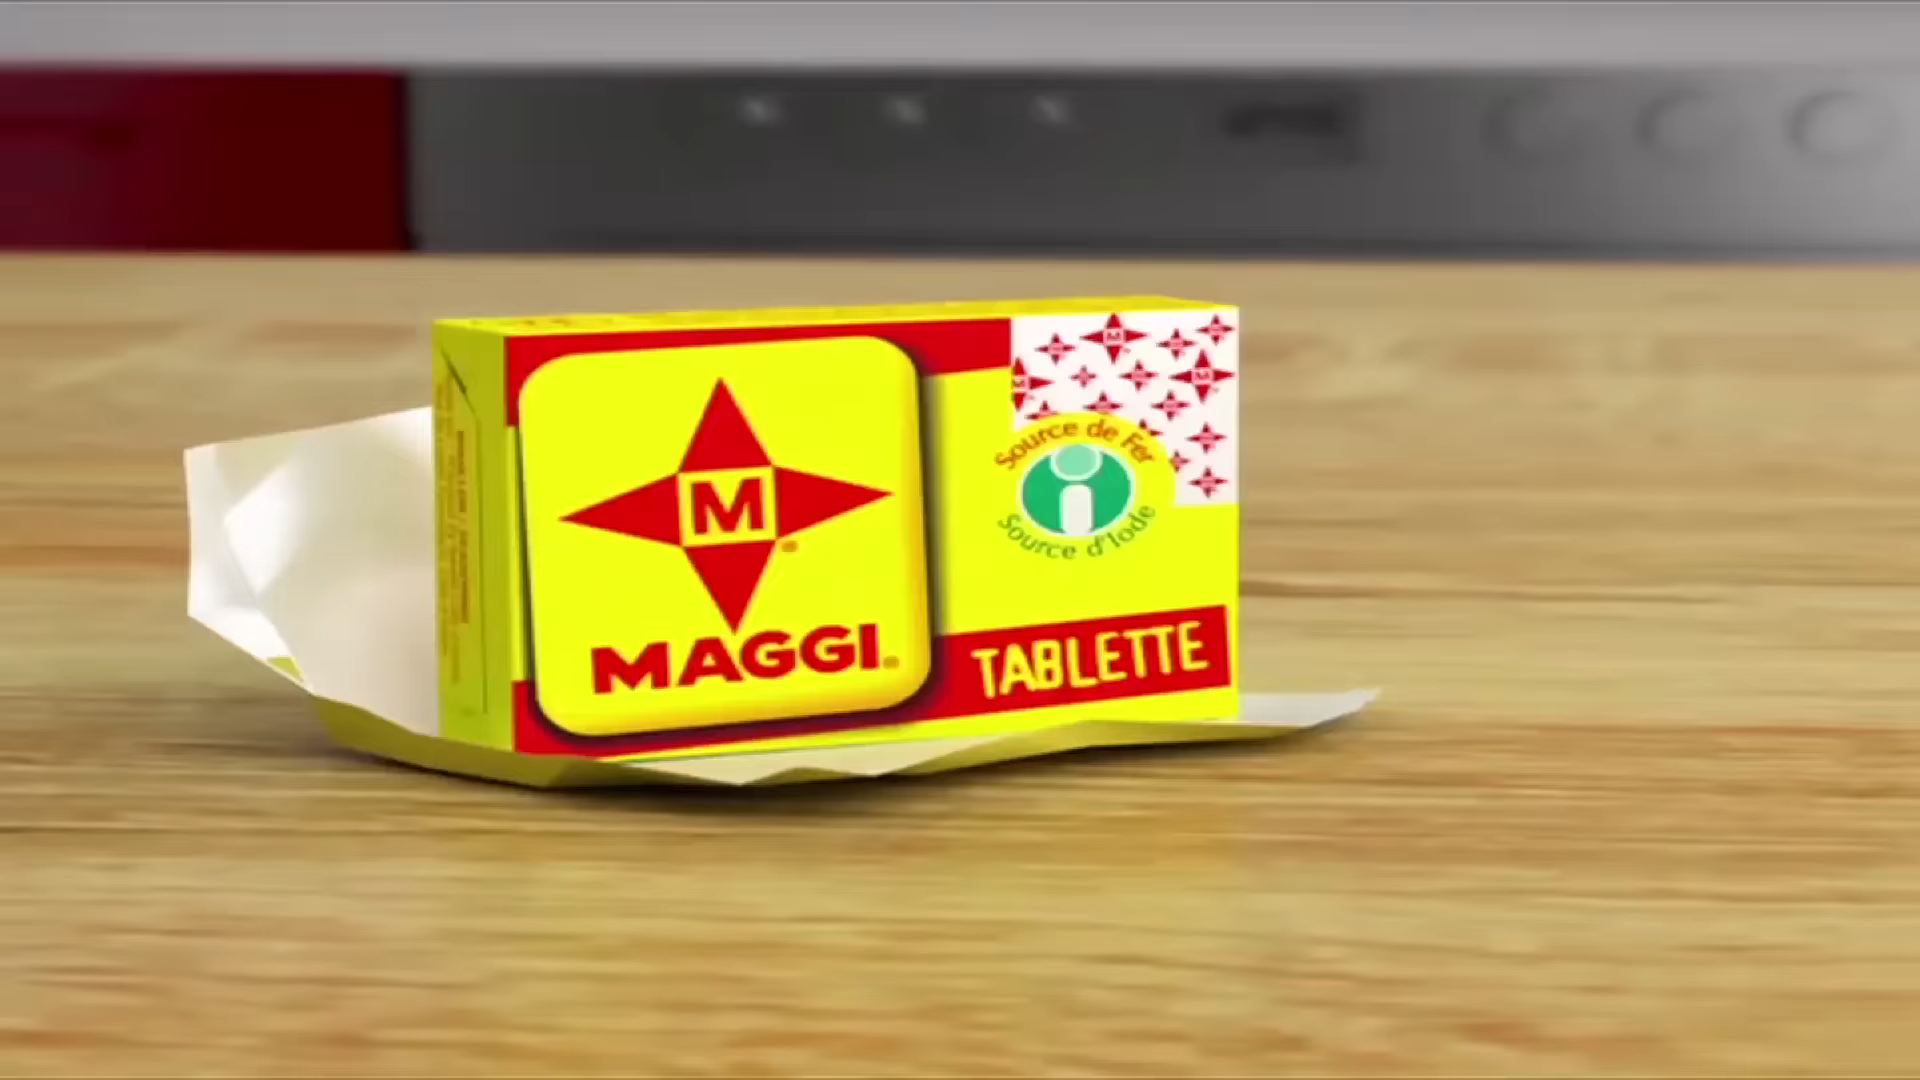 M
MAGGI
Source de Fer
Source d'Iode
TABLETTE